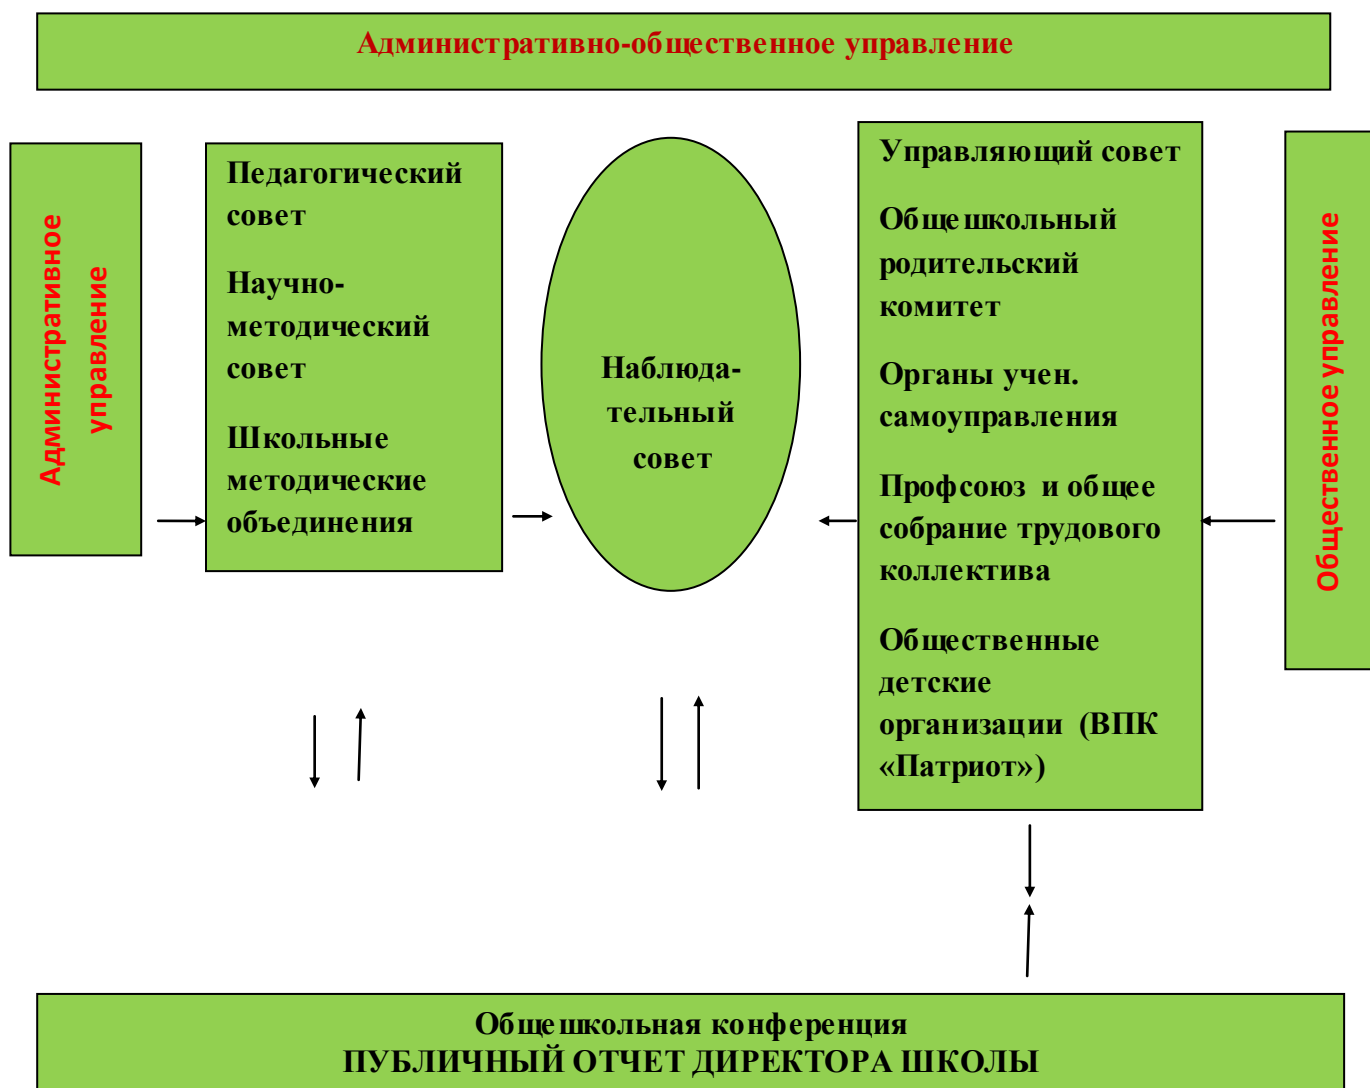 Административно-общественное управление
Административное
управление
Педагогический
совет
Научно-
методический
совет
Школьные
методические
объединения
Наблюда-
тельный
совет
Управляющий совет
Общешкольный
родительский
комитет
Органы учен.
самоуправления
Профсоюз и общее
собрание трудового
коллектива
Общественные
детские
организации (ВПК
«Патриот»)
Общественное управление
Общешкольная конференция
ПУБЛИЧНЫЙ ОТЧЕТ ДИРЕКТОРА ШКОЛЫ